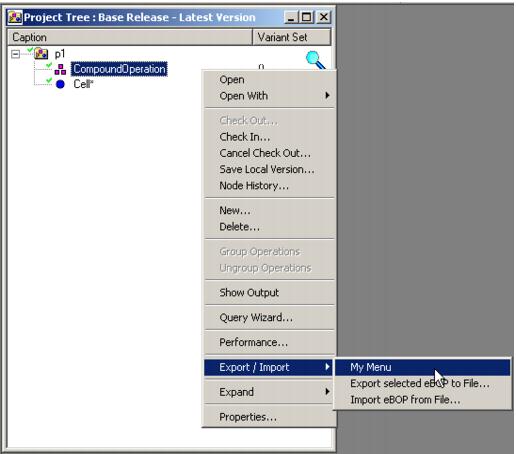 Project Tree : Base Release - Latest Version
Caption Variant Set
p1
CompoundOperation 0
Cell*
Open
Open With
Check Out...
Check In...
Cancel Check Out...
Save Local Version...
Node History...
New...
Delete...
Group Operations
Ungroup Operations
Show Output
Query Wizard...
Performance...
Export / Import
Expand
Properties...
My Menu
Export selected eBOP to File...
Import eBOP from File...